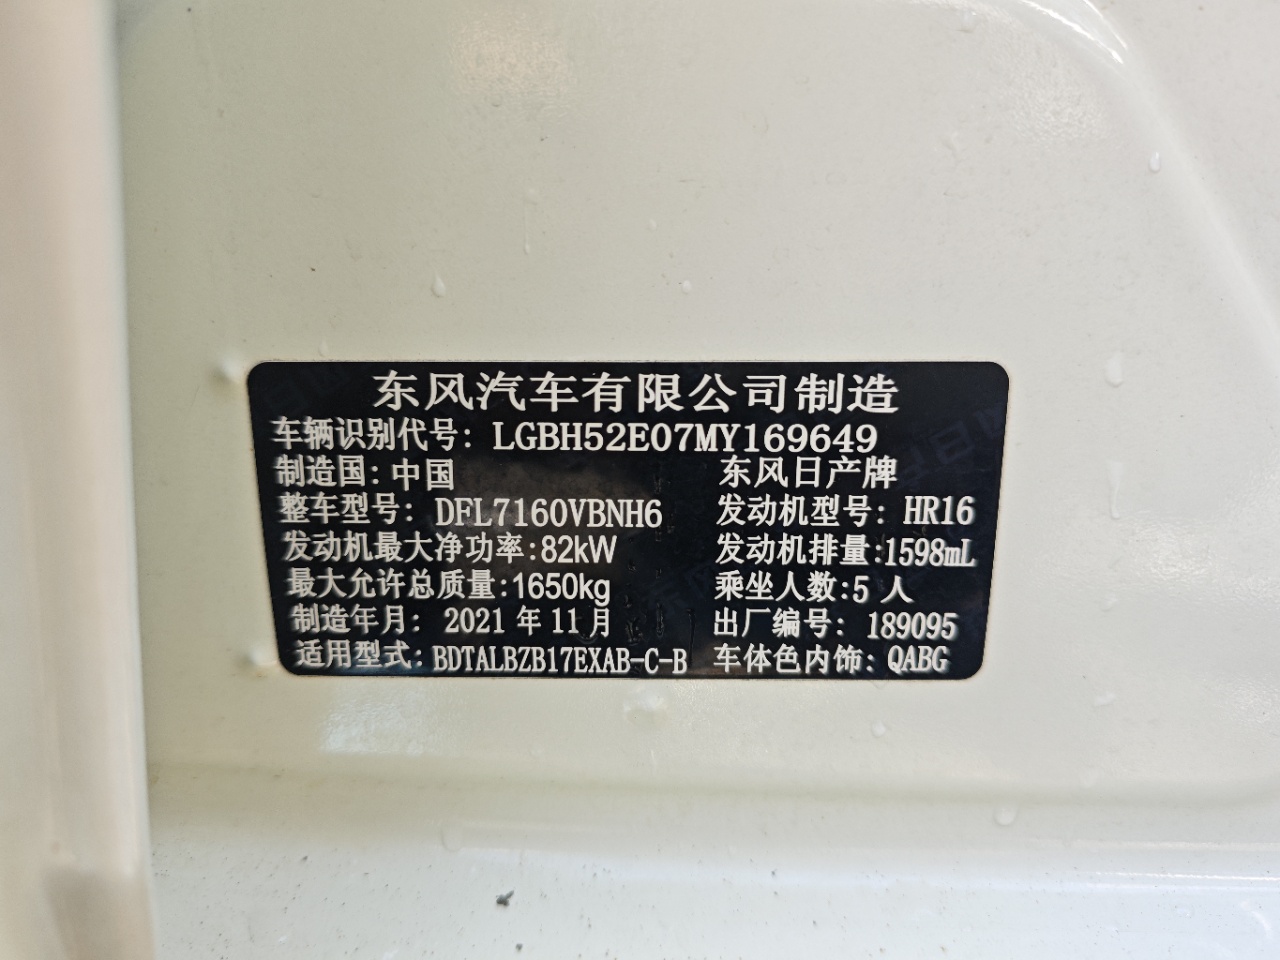 东风汽车有限公司制造
车辆识别代号: LGBH52E07MY169649
制造国:中国 东风日产牌
整车型号: DFL7160VBNH6 发动机型号: HR16
发动机最大净功率:82kW 发动机排量:1598mL
最大允许总质量:1650kg 乘坐人数:5 人
制造年月: 2021 年 11 月 出厂编号: 189095
适用型式: BDTALBZB17EXAB-C-B 车体色内饰: QABG